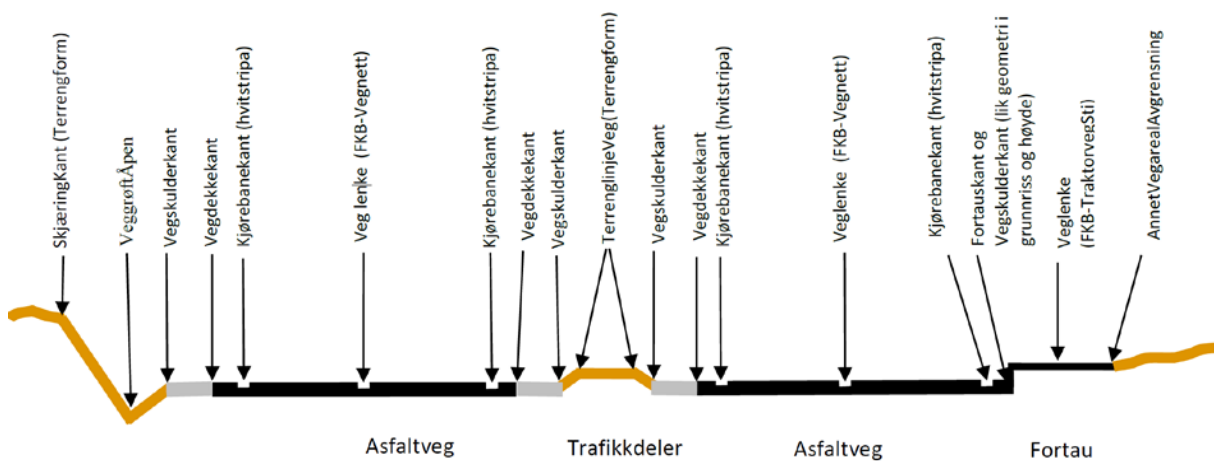 SkjæringKant (Terrengform)
VeggrøftÅpen
Vegskulderkant
Vegdekkekant
Kjørebanekant (hvitstripa)
Veg lenke (FKB-Vegnett)
Kjørebanekant (hvitstripa)
Vegdekkekant
Vegskulderkant
TerrenglinjeVeg(Terrengform)
Vegskulderkant
Vegdekkekant
Kjørebanekant (hvitstripa)
Veglenke (FKB-Vegnett)
Kjørebanekant (hvitstripa)
Fortauskant og
Vegskulderkant (lik geometri i
grunnriss og høyde)
Veglenke
(FKB-TraktorvegSti)
AnnetVegarealAvgrensning
Asfaltveg
Trafikkdeler
Asfaltveg
Fortau